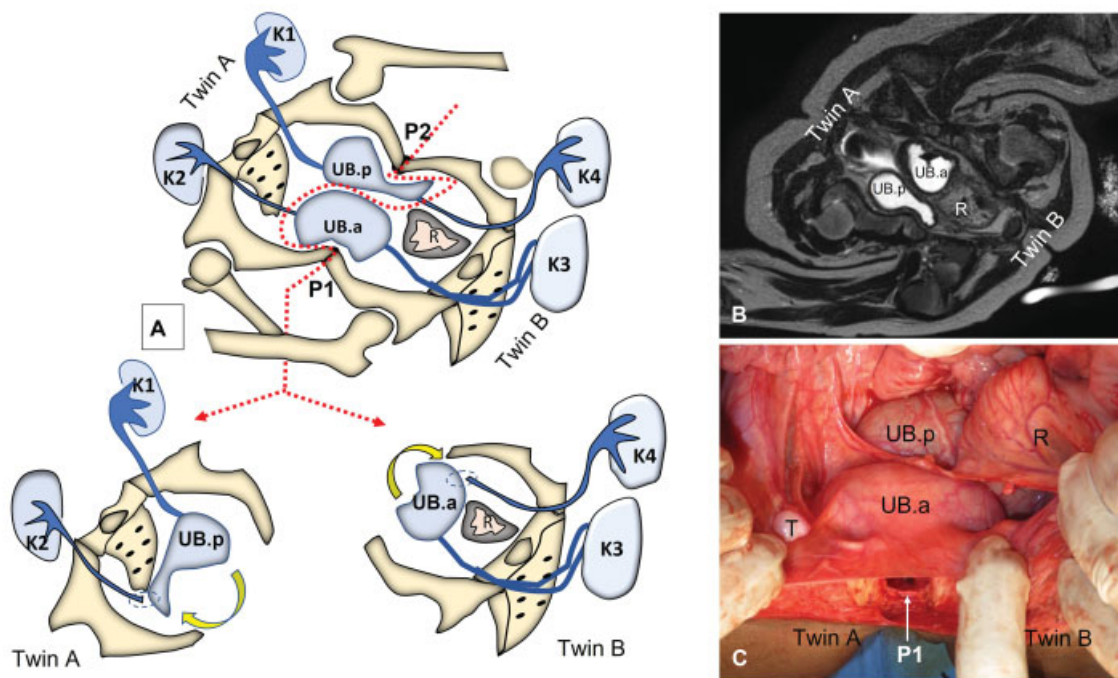 K1
Twin A
P2
K2
UB.p
K4
UB.a
R
K3
P1
A
Twin B
K1
K4
UB.a
K2
UB.p
R
K3
Twin A
Twin B
Twin A
UB.a
UB.p
R
Twin B
B
UB.p
R
UB.a
T
Twin A
P1
Twin B
C